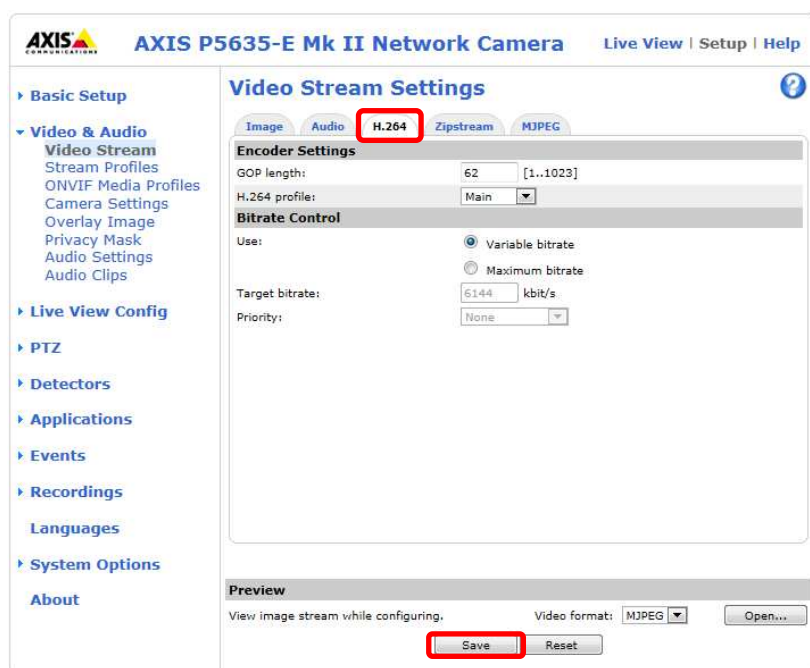 AXIS
COMMUNICATIONS
AXIS P5635-E Mk II Network Camera
Live View | Setup | Help
Basic Setup
Video & Audio
Video Stream
Stream Profiles
ONVIF Media Profiles
Camera Settings
Overlay Image
Privacy Mask
Audio Settings
Audio Clips
Live View Config
PTZ
Detectors
Applications
Events
Recordings
Languages
System Options
About
Video Stream Settings
?
Image Audio H.264 Zipstream MJPEG
Encoder Settings
GOP length: 62 [1..1023]
H.264 profile: Main
Bitrate Control
Use: Variable bitrate
Maximum bitrate
Target bitrate: 6144 kbit/s
Priority: None
Preview
View image stream while configuring. Video format: MJPEG Open...
Save Reset